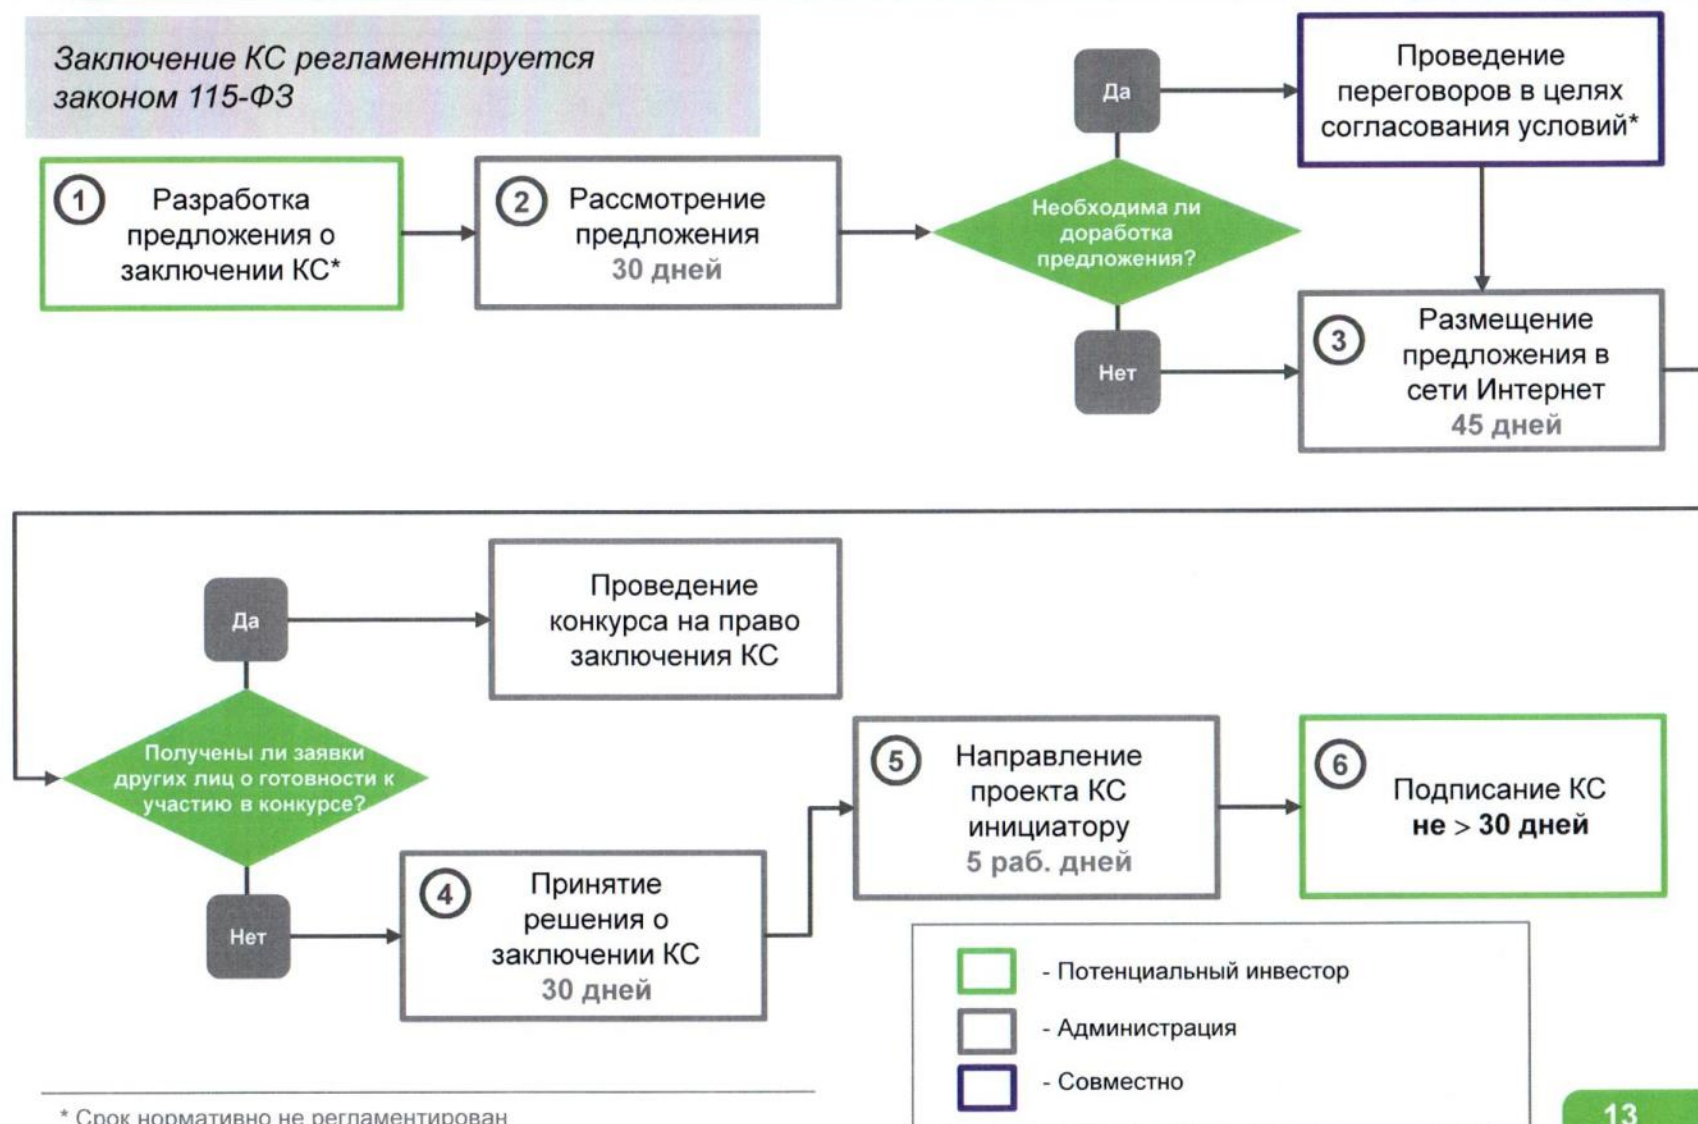 Заключение КС регламентируется
законом 115-ФЗ
1
Разработка
предложения о
заключении КС*
2
Рассмотрение
предложения
30 дней
Необходима ли
доработка
предложения?
Да
Проведение
переговоров в целях
согласования условий*
Нет
3
Размещение
предложения в
сети Интернет
45 дней
Получены ли заявки
других лиц о готовности к
участию в конкурсе?
Да
Проведение
конкурса на право
заключения КС
Нет
4
Принятие
решения о
заключении КС
30 дней
5
Направление
проекта КС
инициатору
5 раб. дней
6
Подписание КС
не > 30 дней
- Потенциальный инвестор
- Администрация
- Совместно
* Срок нормативно не регламентирован
13